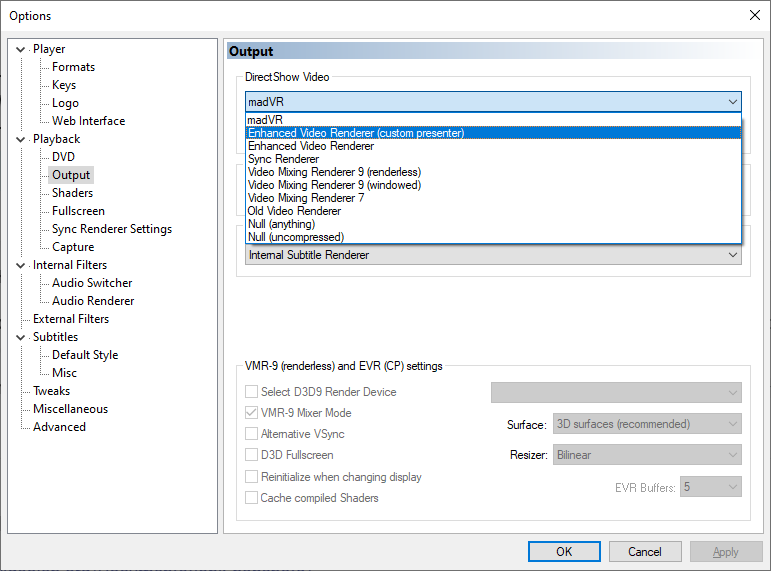 Options
Player
Formats
Keys
Logo
Web Interface
Playback
DVD
Output
Shaders
Fullscreen
Sync Renderer Settings
Capture
Internal Filters
Audio Switcher
Audio Renderer
External Filters
Subtitles
Default Style
Misc
Tweaks
Miscellaneous
Advanced
Output
DirectShow Video
madVR
madVR
Enhanced Video Renderer (custom presenter)
Enhanced Video Renderer
Sync Renderer
Video Mixing Renderer 9 (renderless)
Video Mixing Renderer 9 (windowed)
Video Mixing Renderer 7
Old Video Renderer
Null (anything)
Null (uncompressed)
Internal Subtitle Renderer
VMR-9 (renderless) and EVR (CP) settings
Select D3D9 Render Device
VMR-9 Mixer Mode
Alternative VSync
D3D Fullscreen
Reinitialize when changing display
Cache compiled Shaders
Surface: 3D surfaces (recommended)
Resizer: Bilinear
EVR Buffers: 5
OK Cancel Apply